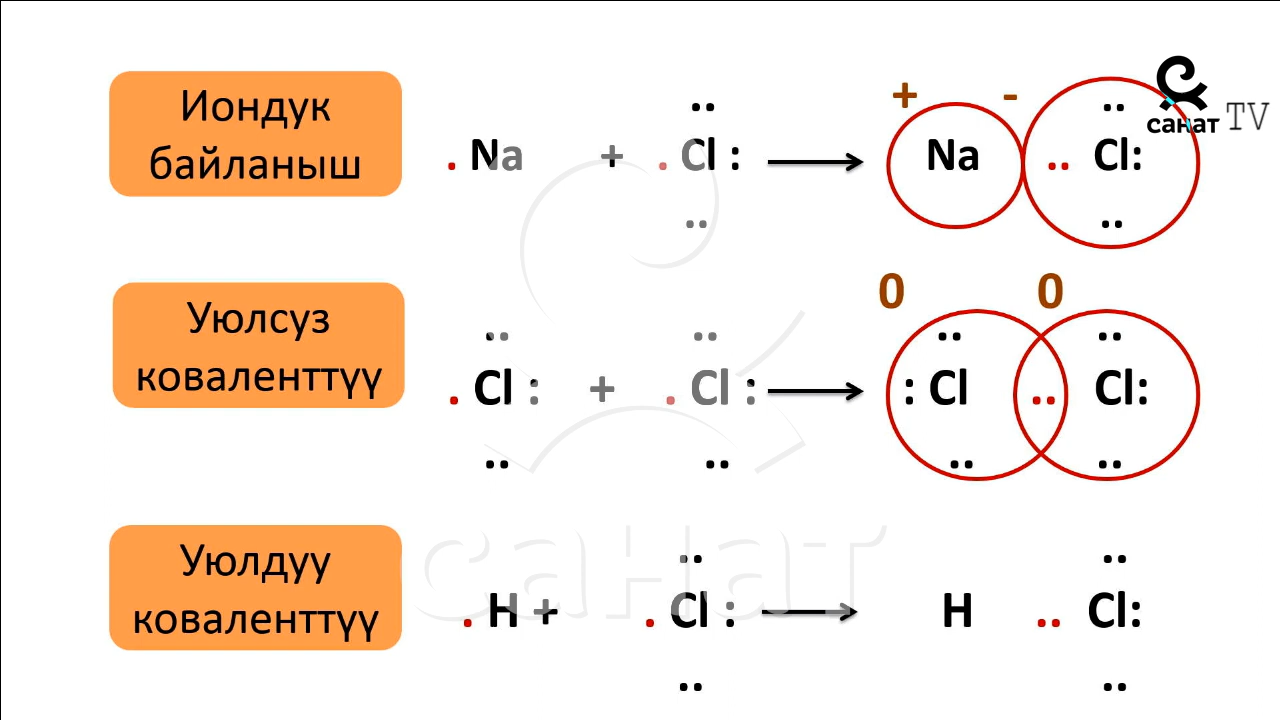 Иондук
байланыш
. Na + . Cl : → Na .. Cl:
+ -
санат TV
Уюлсуз
коваленттүү
. Cl : + . Cl : → : Cl .. Cl:
0 0
Уюлдуу
коваленттүү
. H + . Cl : → H .. Cl:
санат